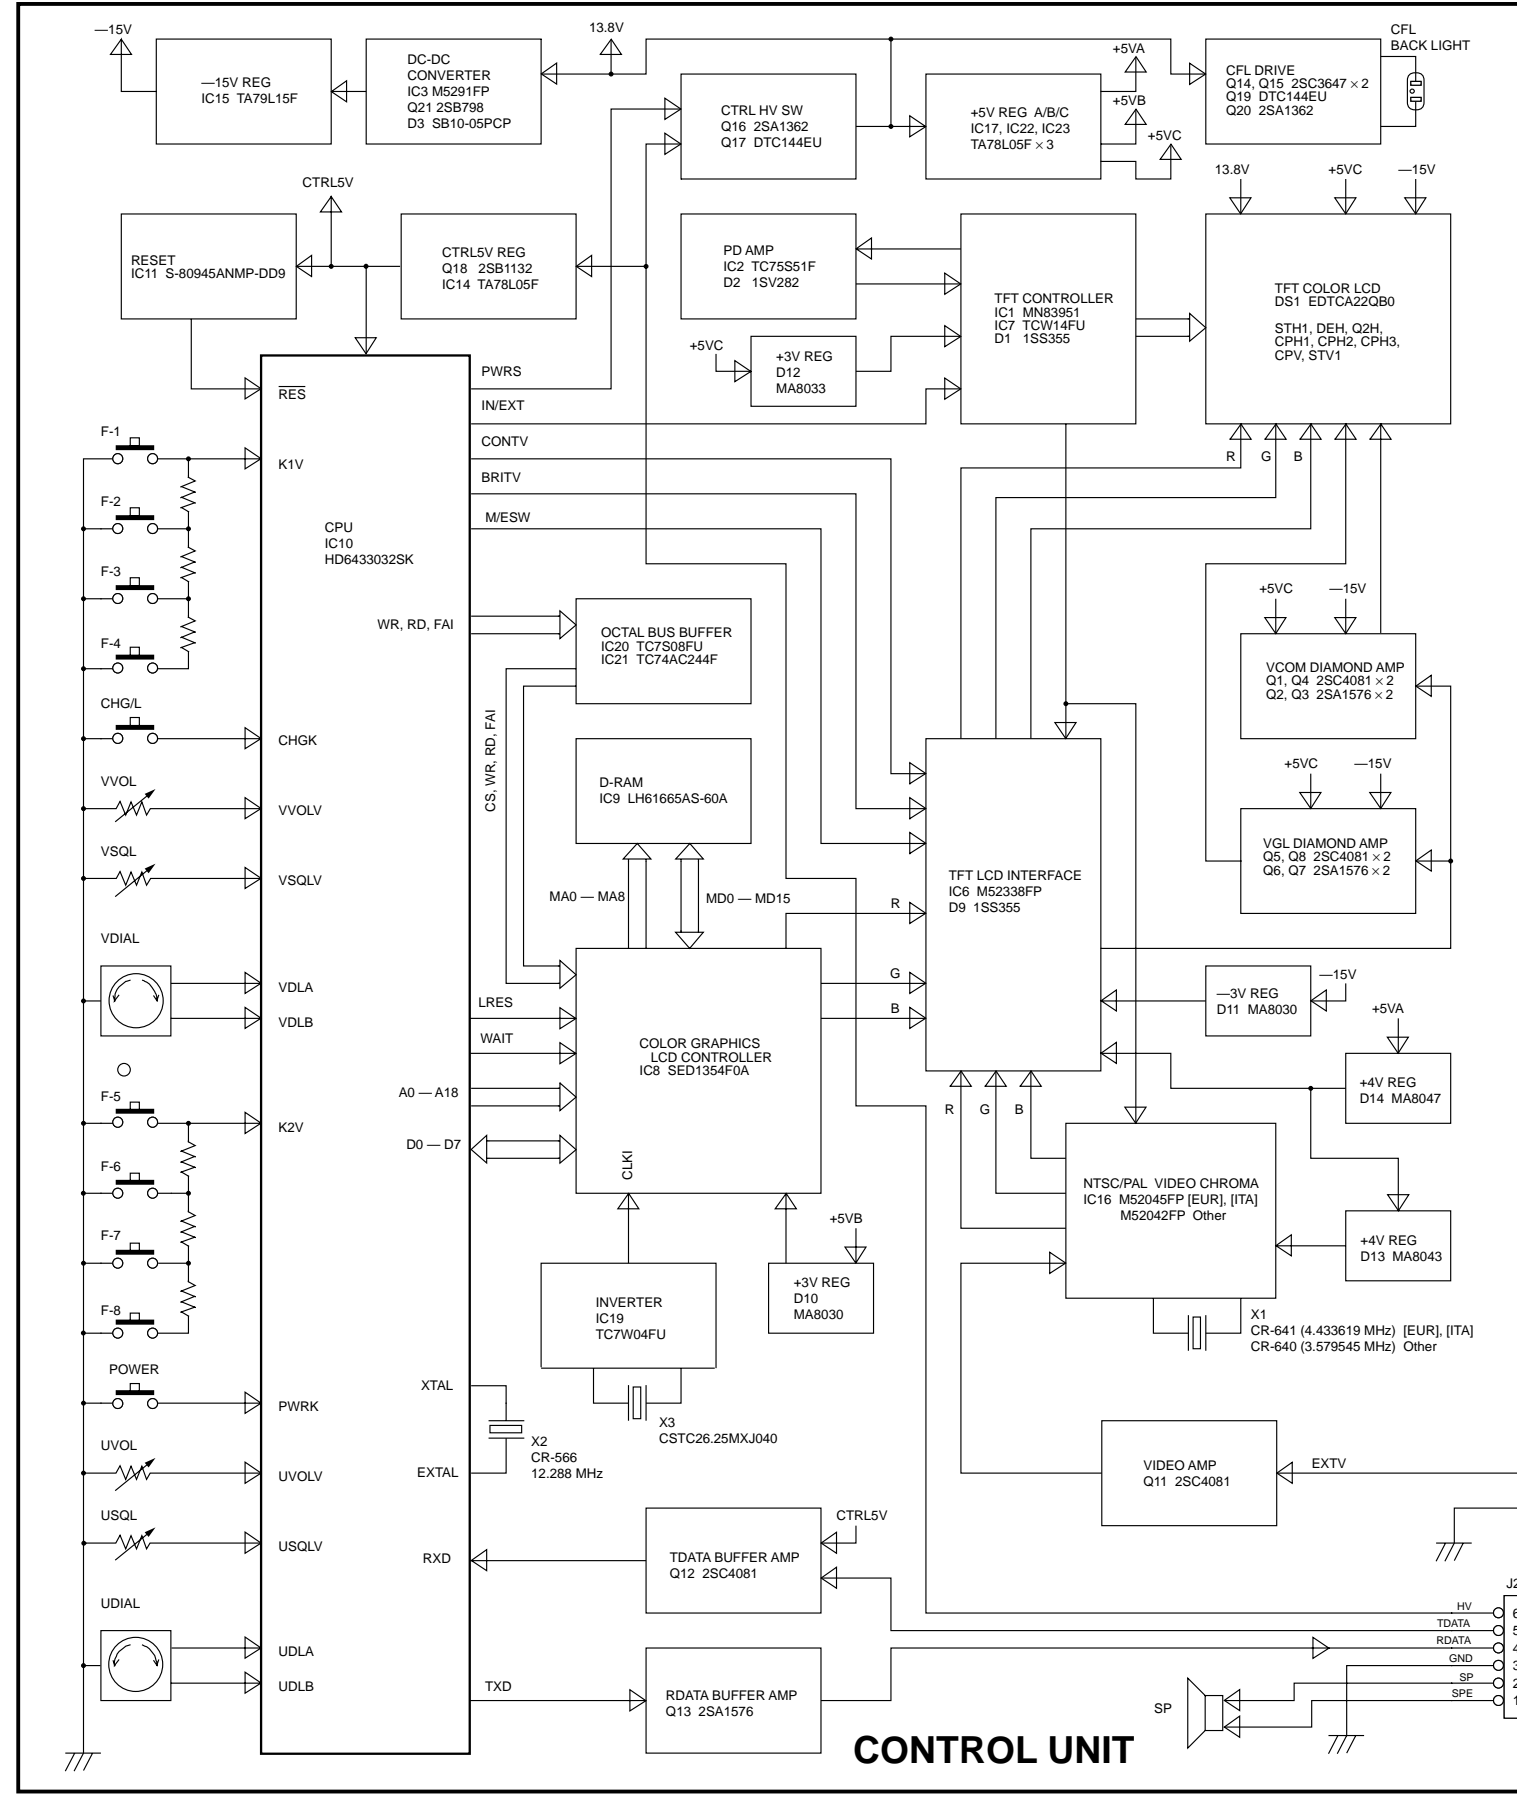 —15V
—15V REG
IC15 TA79L15F
DC-DC
CONVERTER
IC3 M5291FP
Q21 2SB798
D3 SB10-05PCP
13.8V
CTRL HV SW
Q16 2SA1362
Q17 DTC144EU
+5V REG A/B/C
IC17, IC22, IC23
TA78L05F × 3
+5VA
+5VB
+5VC
CFL DRIVE
Q14, Q15 2SC3647 × 2
Q19 DTC144EU
Q20 2SA1362
CFL
BACK LIGHT
CTRL5V
RESET
IC11 S-80945ANMP-DD9
CTRL5V REG
Q18 2SB1132
IC14 TA78L05F
PD AMP
IC2 TC75S51F
D2 1SV282
+5VC
+3V REG
D12
MA8033
TFT CONTROLLER
IC1 MN83951
IC7 TCW14FU
D1 1SS355
13.8V
+5VC
—15V
TFT COLOR LCD
DS1 EDTCA22QB0
STH1, DEH, Q2H,
CPH1, CPH2, CPH3,
CPV, STV1
R
G
B
RES
PWRS
IN/EXT
CONTV
BRITV
M/ESW
F-1
K1V
F-2
F-3
F-4
CPU
IC10
HD6433032SK
WR, RD, FAI
OCTAL BUS BUFFER
IC20 TC7S08FU
IC21 TC74AC244F
CS, WR, RD, FAI
+5VC
—15V
VCOM DIAMOND AMP
Q1, Q4 2SC4081 × 2
Q2, Q3 2SA1576 × 2
+5VC
—15V
VGL DIAMOND AMP
Q5, Q8 2SC4081 × 2
Q6, Q7 2SA1576 × 2
CHG/L
CHGK
VVOL
VVOLV
VSQL
VSQLV
VDIAL
VDLA
VDLB
D-RAM
IC9 LH61665AS-60A
MA0 — MA8
MD0 — MD15
TFT LCD INTERFACE
IC6 M52338FP
D9 1SS355
R
G
B
LRES
WAIT
A0 — A18
D0 — D7
COLOR GRAPHICS
LCD CONTROLLER
IC8 SED1354F0A
CLKI
—3V REG
D11 MA8030
—15V
+5VA
+4V REG
D14 MA8047
R
G
B
NTSC/PAL VIDEO CHROMA
IC16 M52045FP [EUR], [ITA]
M52042FP Other
+4V REG
D13 MA8043
F-5
K2V
F-6
F-7
F-8
INVERTER
IC19
TC7W04FU
+5VB
+3V REG
D10
MA8030
X1
CR-641 (4.433619 MHz) [EUR], [ITA]
CR-640 (3.579545 MHz) Other
POWER
PWRK
XTAL
X2
CR-566
12.288 MHz
EXTAL
X3
CSTC26.25MXJ040
UVOL
UVOLV
USQL
USQLV
VIDEO AMP
Q11 2SC4081
EXTV
RXD
TDATA BUFFER AMP
Q12 2SC4081
CTRL5V
UDIAL
UDLA
UDLB
TXD
RDATA BUFFER AMP
Q13 2SA1576
SP
J2
HV 6
TDATA 5
RDATA 4
GND 3
SP 2
SPE 1
CONTROL UNIT